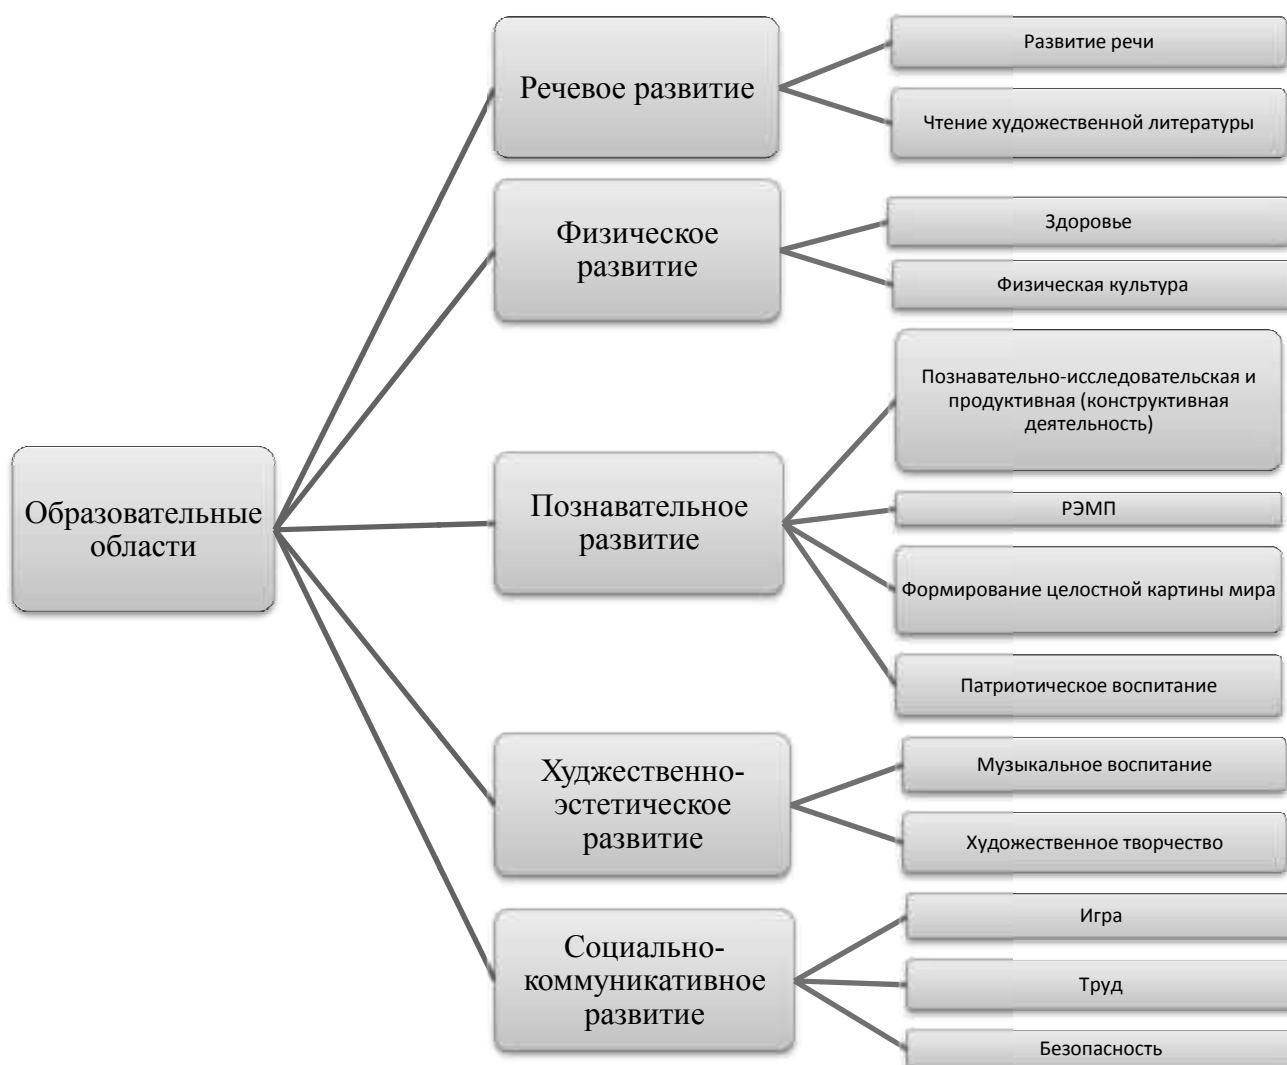 Образовательные
области
Речевое развитие
Развитие речи
Чтение художественной литературы
Физическое
развитие
Здоровье
Физическая культура
Познавательное
развитие
Познавательно-исследовательская и
продуктивная (конструктивная
деятельность)
РЭМП
Формирование целостной картины мира
Патриотическое воспитание
Худжественно-
эстетическое
развитие
Музыкальное воспитание
Художественное творчество
Социально-
коммуникативное
развитие
Игра
Труд
Безопасность